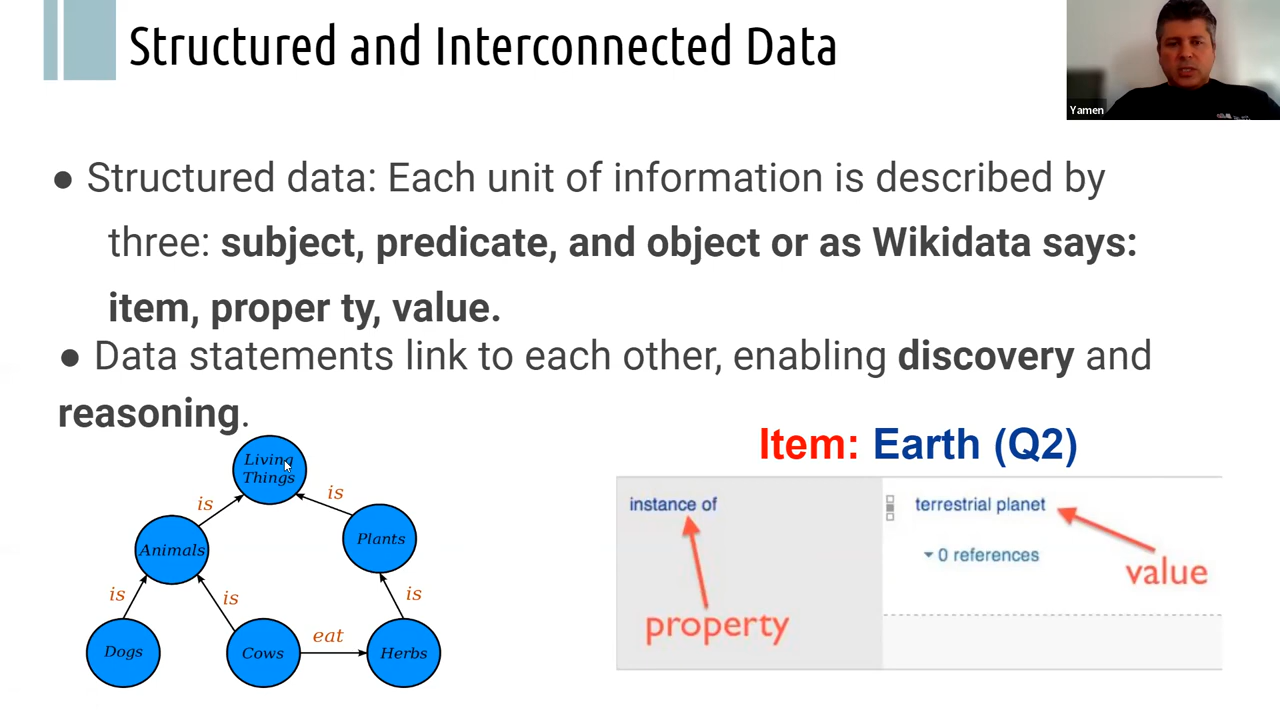 Structured and Interconnected Data
Yamen
● Structured data: Each unit of information is described by
three: subject, predicate, and object or as Wikidata says:
item, proper ty, value.
● Data statements link to each other, enabling discovery and
reasoning.
Living
Things
is
is
Animals
Plants
is
is
is
Dogs
Cows
eat
Herbs
Item: Earth (Q2)
instance of
terrestrial planet
0 references
value
property